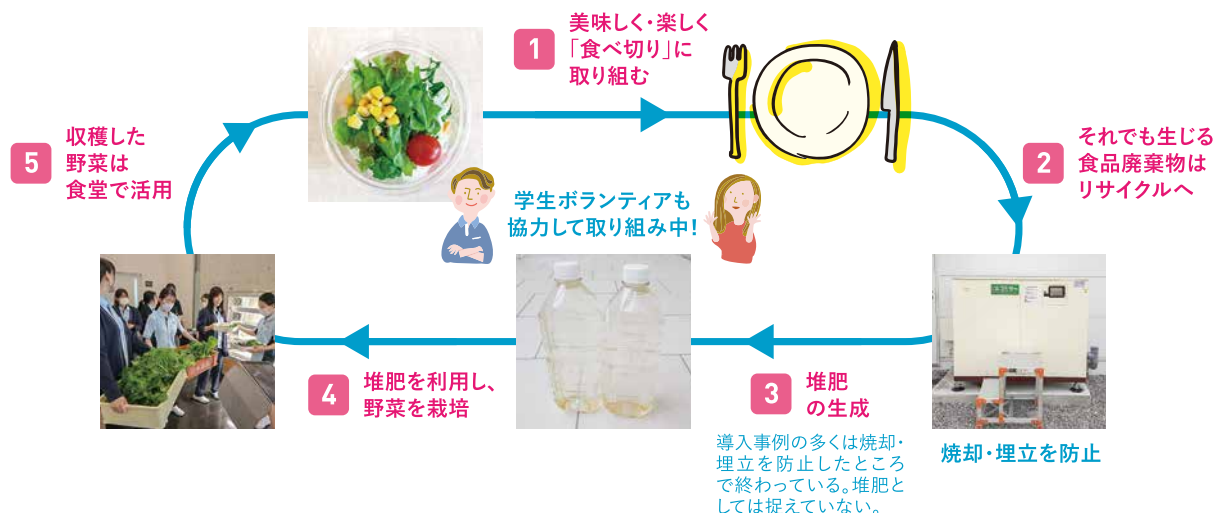 1
美味しく・楽しく
「食べ切り」に
取り組む
2
それでも生じる
食品廃棄物は
リサイクルへ
学生ボランティアも
協力して取り組み中!
焼却・埋立を防止
3
堆肥
の生成
導入事例の多くは焼却・
埋立を防止したところ
で終わっている。堆肥と
しては捉えていない。
4
堆肥を利用し、
野菜を栽培
5
収穫した
野菜は
食堂で活用